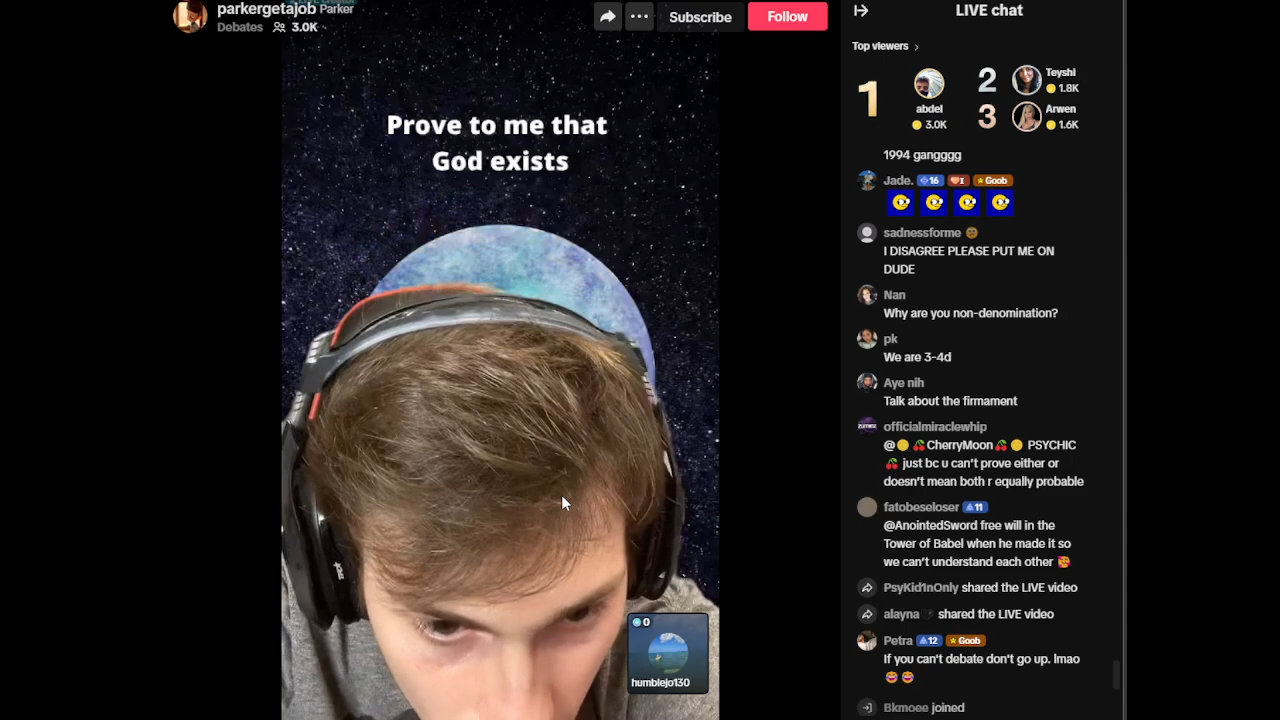 parkergetajob Parker
Debates 3.0K
Subscribe
Follow
Prove to me that
God exists
0
humblejo130
LIVE chat
Top viewers
1
abdel
3.0K
2
Teyshi
1.8K
3
Arwen
1.6K
1994 gangggg
Jade. 16 I Goob
sadnessforme
I DISAGREE PLEASE PUT ME ON
DUDE
Nan
Why are you non-denomination?
pk
We are 3-4d
Aye nih
Talk about the firmament
officialmiraclewhip
@🟡🍒CherryMoon🍒🟡 PSYCHIC
🍒 just bc u can't prove either or
doesn't mean both r equally probable
fatobeseloser 11
@AnointedSword free will in the
Tower of Babel when he made it so
we can't understand each other 🥰
PsyKid1nOnly shared the LIVE video
alayna shared the LIVE video
Petra 12 Goob
If you can't debate don't go up. lmao
😂😂
Bkmoee joined